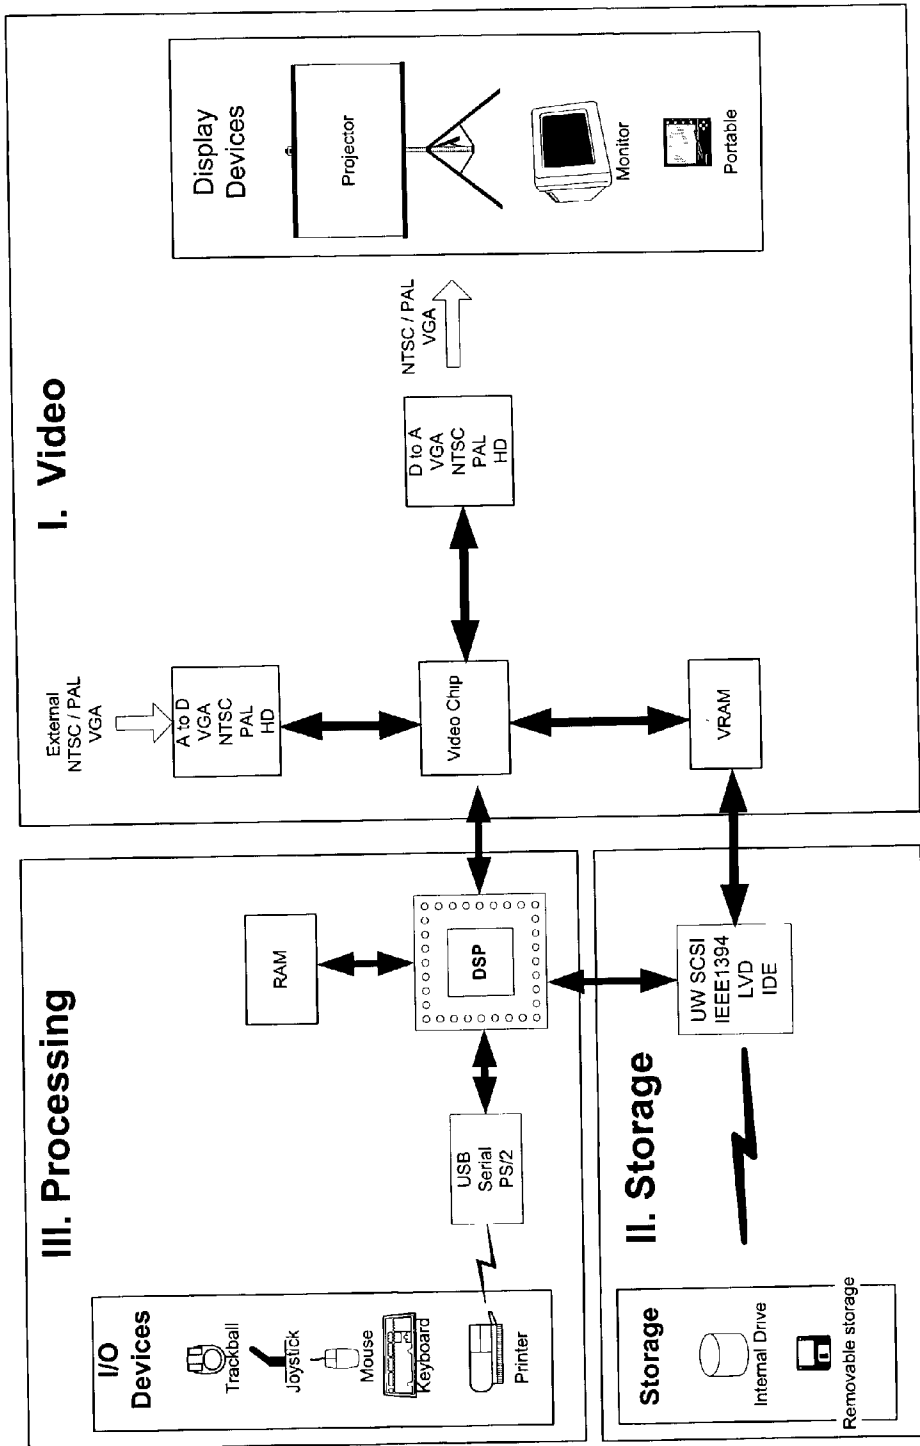 III. Processing
I/O
Devices
Trackball
Joystick
Mouse
Keyboard
Printer
USB
Serial
PS/2
RAM
DSP
I. Video
External
NTSC / PAL
VGA
A to D
VGA
NTSC
PAL
HD
Video Chip
VRAM
D to A
VGA
NTSC
PAL
HD
NTSC / PAL
VGA
Display
Devices
Projector
Monitor
Portable
II. Storage
Storage
Internal Drive
Removable storage
UW SCSI
IEEE1394
LVD
IDE